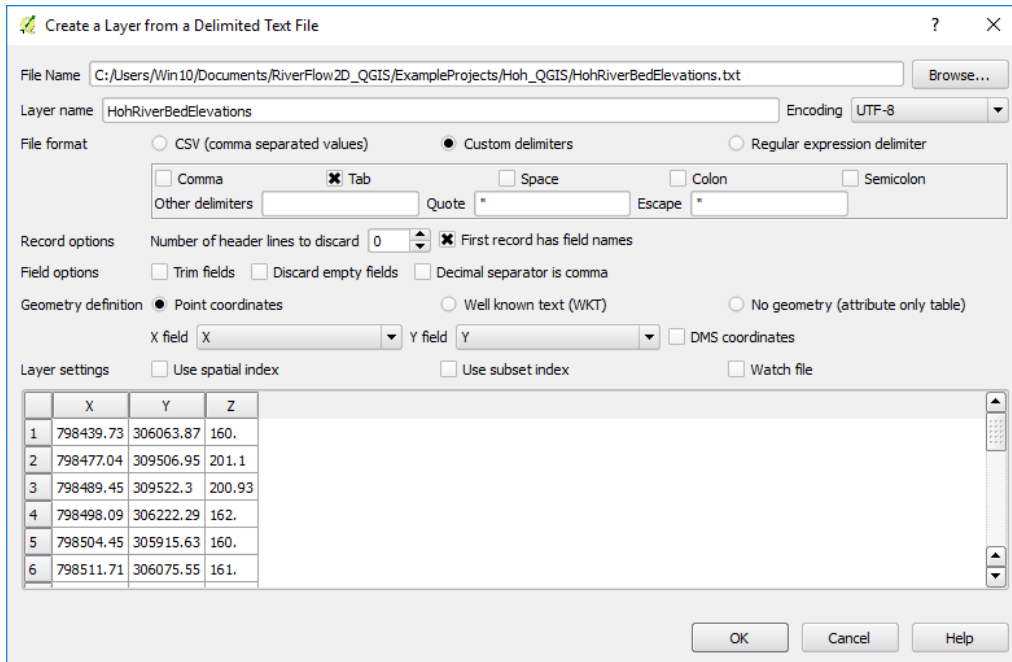 Create a Layer from a Delimited Text File ?
File Name C:/Users/Win10/Documents/RiverFlow2D_QGIS/ExampleProjects/Hoh_QGIS/HohRiverBedElevations.txt Browse...
Layer name HohRiverBedElevations Encoding UTF-8
File format CSV (comma separated values) Custom delimiters Regular expression delimiter
Comma Tab Space Colon Semicolon
Other delimiters Quote " Escape "
Record options Number of header lines to discard 0 First record has field names
Field options Trim fields Discard empty fields Decimal separator is comma
Geometry definition Point coordinates Well known text (WKT) No geometry (attribute only table)
X field X Y field Y DMS coordinates
Layer settings Use spatial index Use subset index Watch file
X Y Z
1 798439.73 306063.87 160.
2 798477.04 309506.95 201.1
3 798489.45 309522.3 200.93
4 798498.09 306222.29 162.
5 798504.45 305915.63 160.
6 798511.71 306075.55 161.
OK Cancel Help